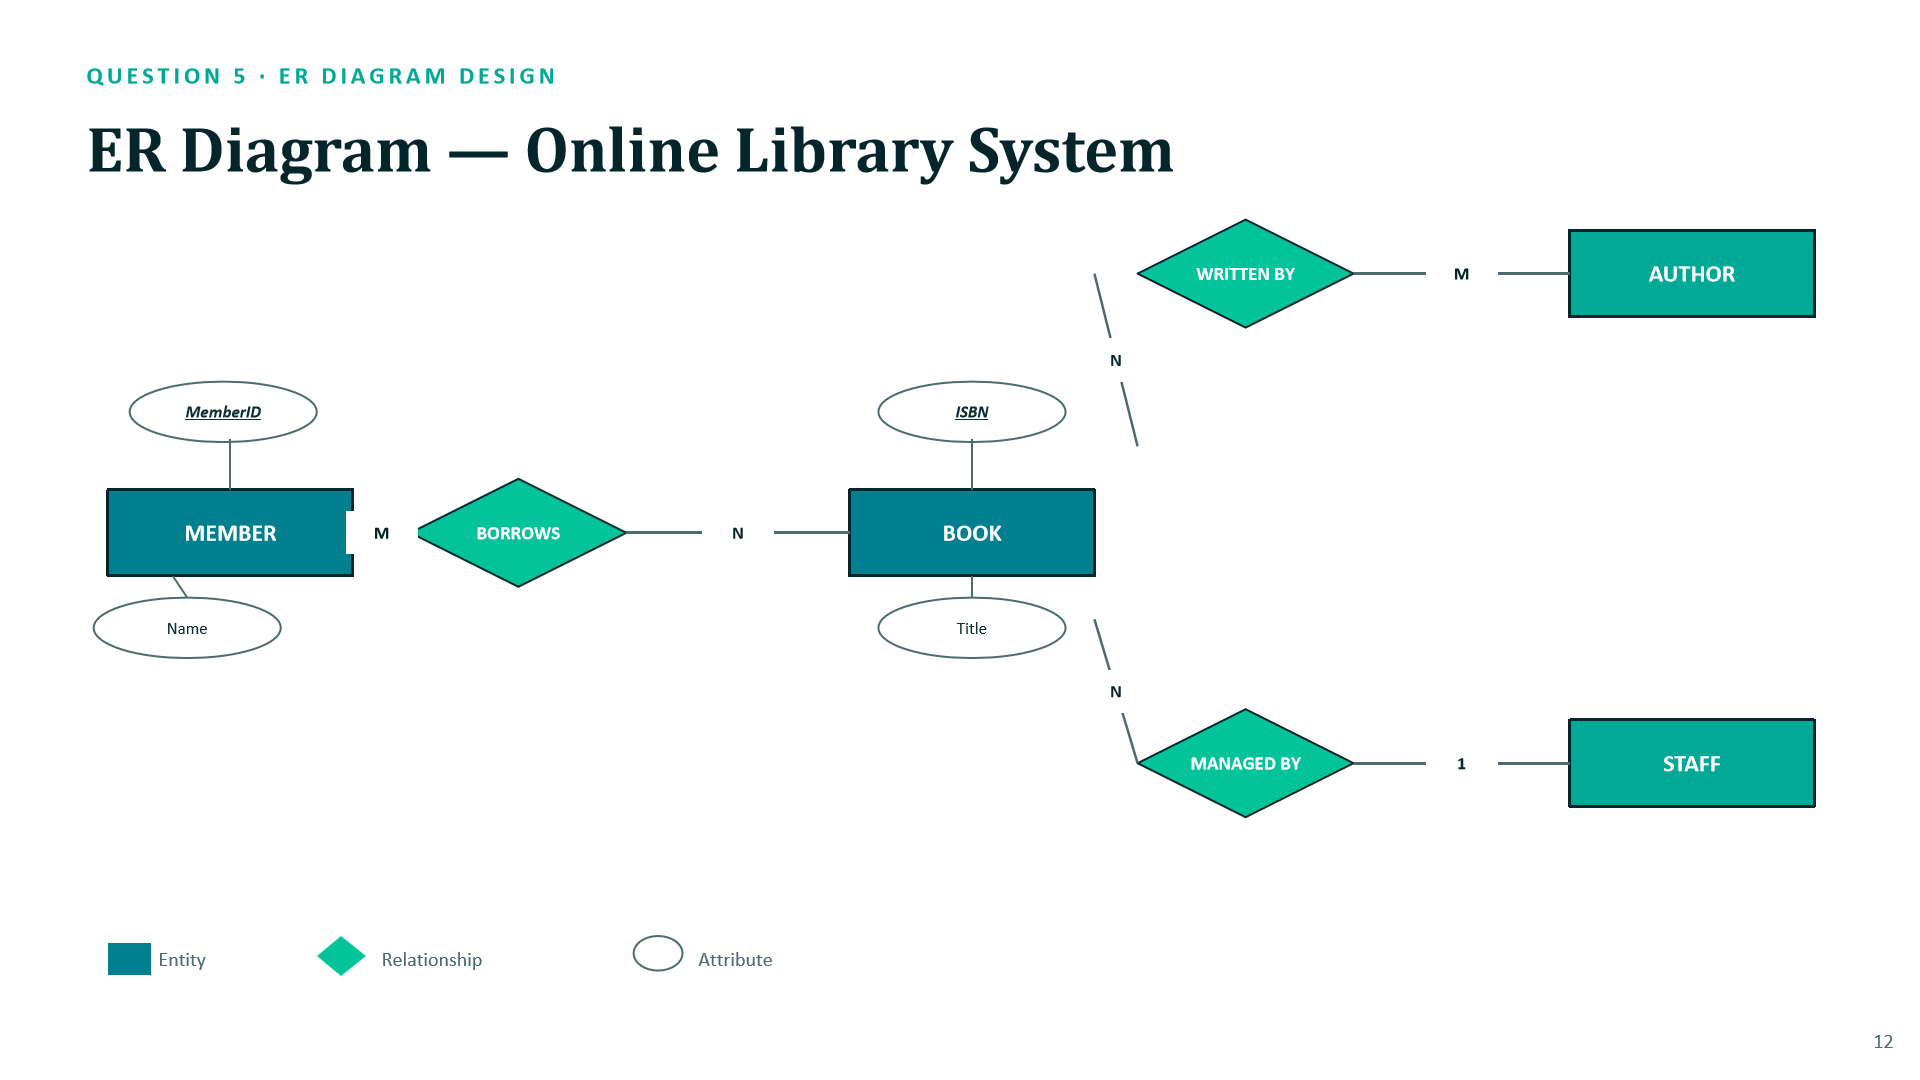 QUESTION 5 · ER DIAGRAM DESIGN
ER Diagram — Online Library System
WRITTEN BY
M
AUTHOR
N
MemberID
ISBN
MEMBER
M
BORROWS
N
BOOK
Name
Title
N
MANAGED BY
1
STAFF
Entity
Relationship
Attribute
12